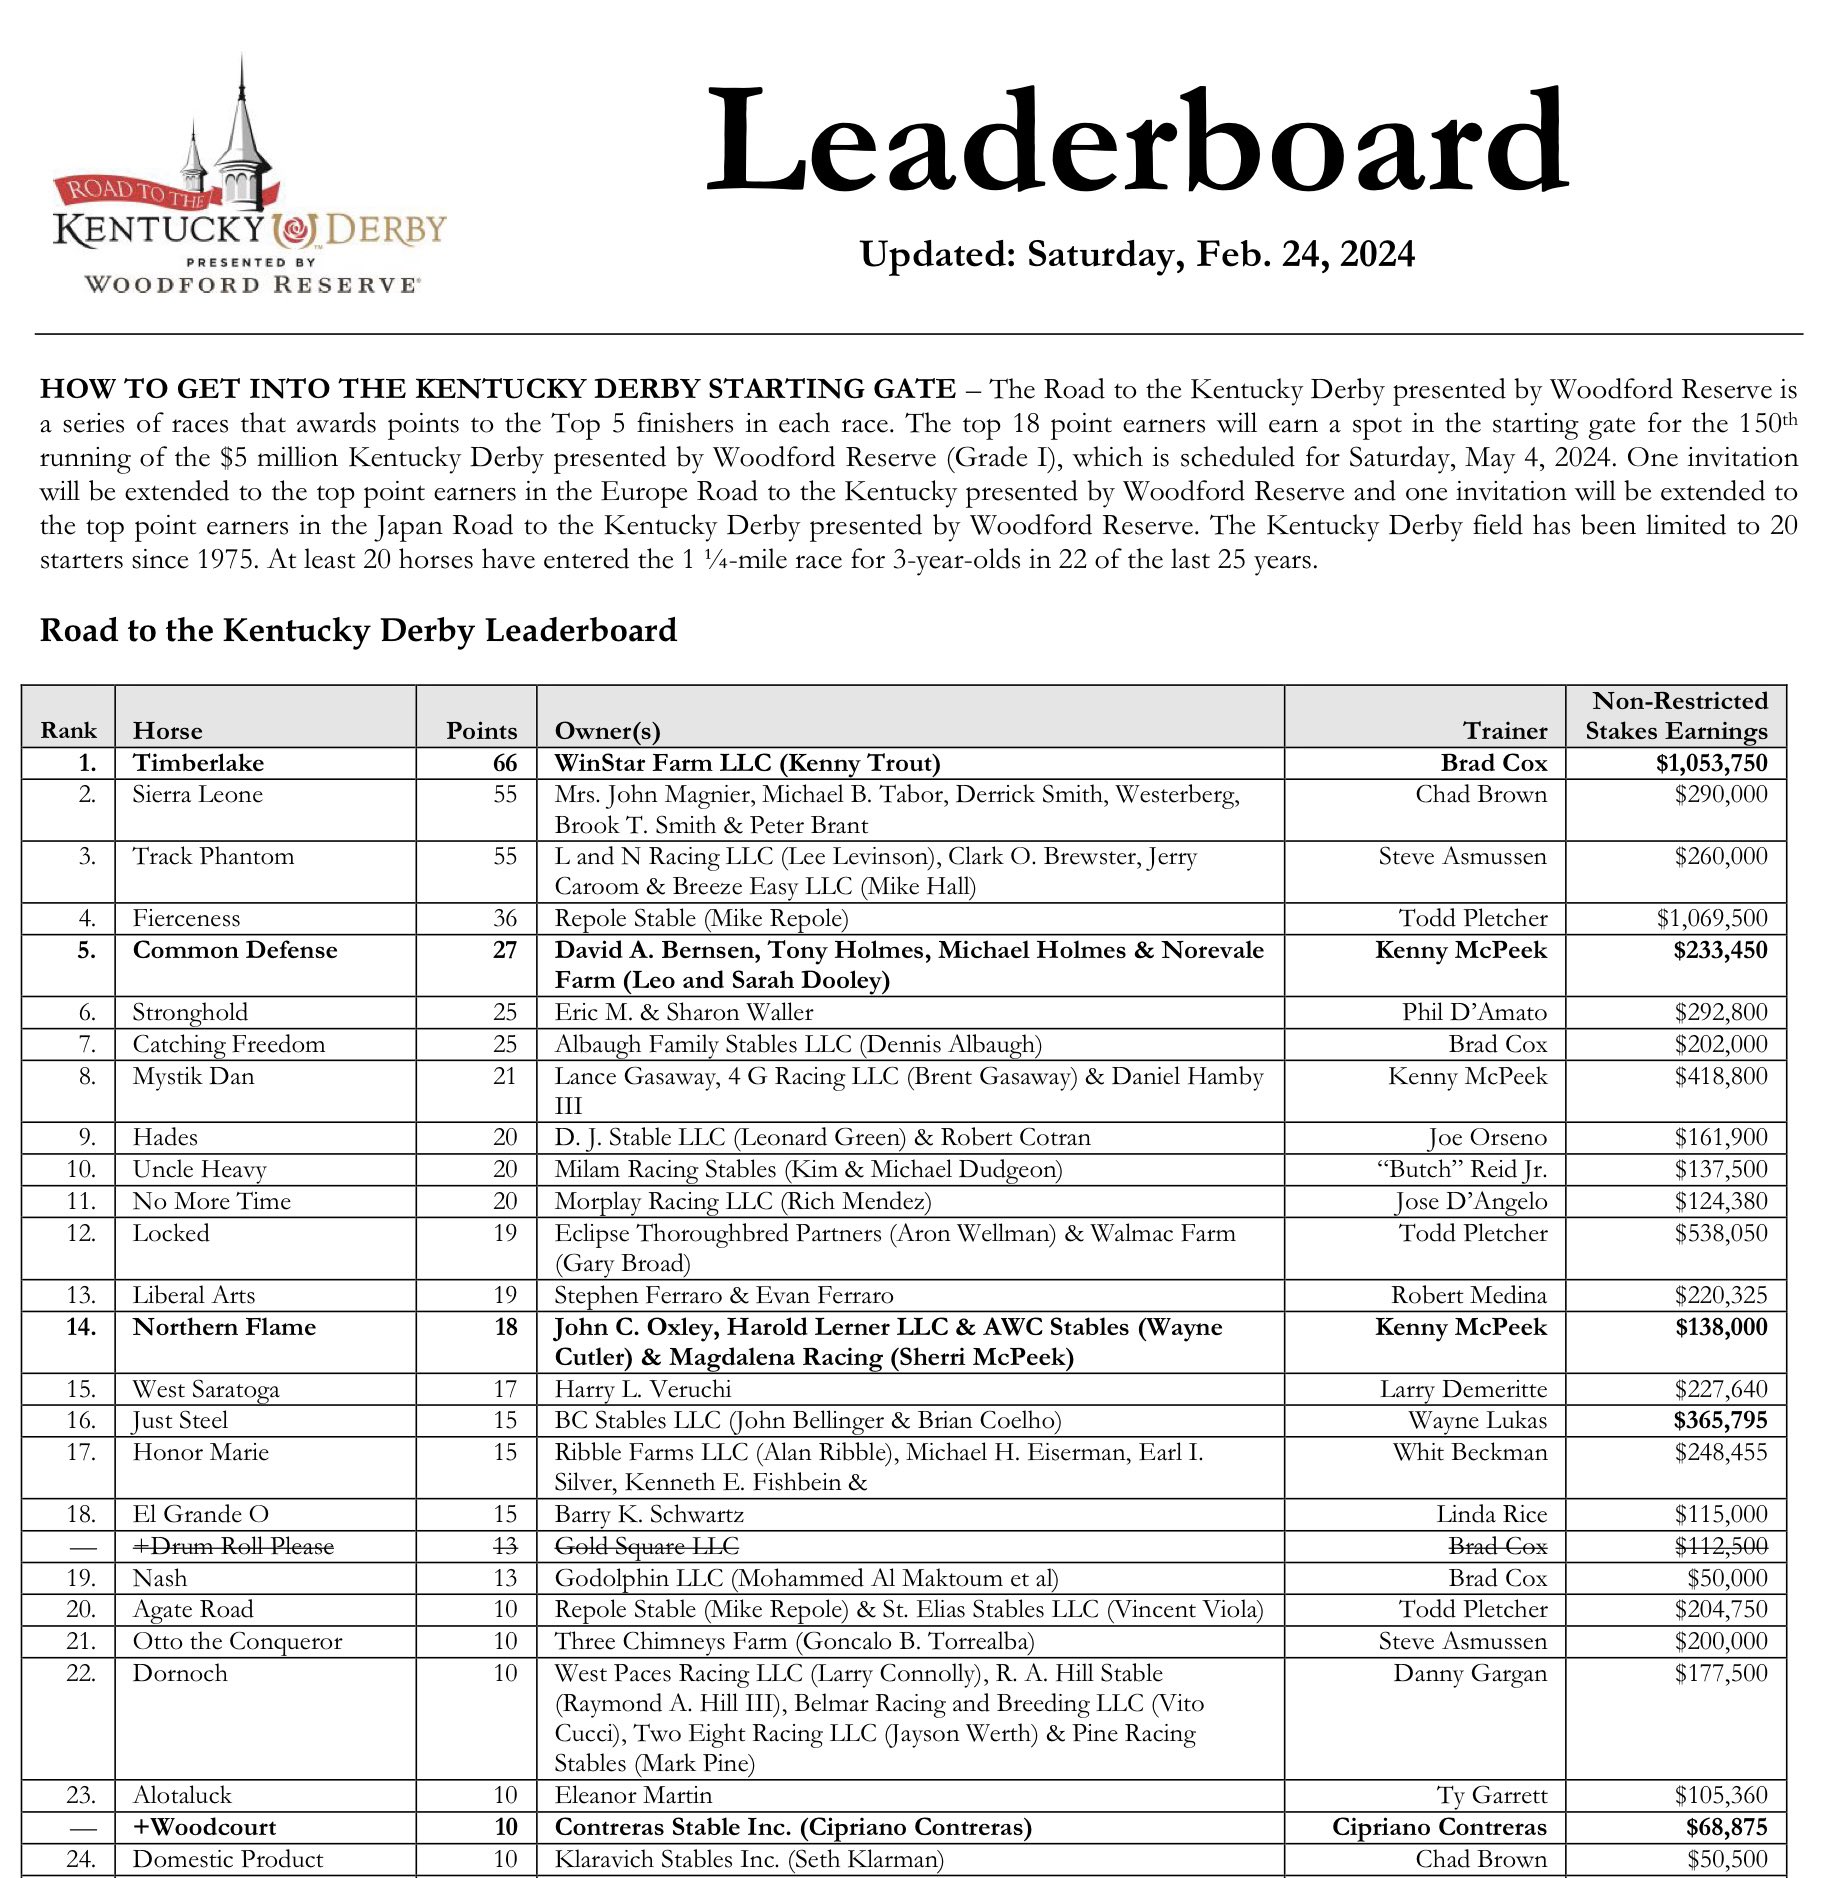 ROAD TO THE
KENTUCKY DERBY
PRESENTED BY
WOODFORD RESERVE
Leaderboard
Updated: Saturday, Feb. 24, 2024
HOW TO GET INTO THE KENTUCKY DERBY STARTING GATE – The Road to the Kentucky Derby presented by Woodford Reserve is
a series of races that awards points to the Top 5 finishers in each race. The top 18 point earners will earn a spot in the starting gate for the 150th
running of the $5 million Kentucky Derby presented by Woodford Reserve (Grade I), which is scheduled for Saturday, May 4, 2024. One invitation
will be extended to the top point earners in the Europe Road to the Kentucky presented by Woodford Reserve and one invitation will be extended to
the top point earners in the Japan Road to the Kentucky Derby presented by Woodford Reserve. The Kentucky Derby field has been limited to 20
starters since 1975. At least 20 horses have entered the 1 ¼-mile race for 3-year-olds in 22 of the last 25 years.
Road to the Kentucky Derby Leaderboard
Non-Restricted
Rank Horse Points Owner(s) Trainer Stakes Earnings
1. Timberlake 66 WinStar Farm LLC (Kenny Trout) Brad Cox $1,053,750
2. Sierra Leone 55 Mrs. John Magnier, Michael B. Tabor, Derrick Smith, Westerberg, Chad Brown $290,000
Brook T. Smith & Peter Brant
3. Track Phantom 55 L and N Racing LLC (Lee Levinson), Clark O. Brewster, Jerry Steve Asmussen $260,000
Caroom & Breeze Easy LLC (Mike Hall)
4. Fierceness 36 Repole Stable (Mike Repole) Todd Pletcher $1,069,500
5. Common Defense 27 David A. Bernsen, Tony Holmes, Michael Holmes & Norevale Kenny McPeek $233,450
Farm (Leo and Sarah Dooley)
6. Stronghold 25 Eric M. & Sharon Waller Phil D’Amato $292,800
7. Catching Freedom 25 Albaugh Family Stables LLC (Dennis Albaugh) Brad Cox $202,000
8. Mystik Dan 21 Lance Gasaway, 4 G Racing LLC (Brent Gasaway) & Daniel Hamby Kenny McPeek $418,800
III
9. Hades 20 D. J. Stable LLC (Leonard Green) & Robert Cotran Joe Orseno $161,900
10. Uncle Heavy 20 Milam Racing Stables (Kim & Michael Dudgeon) “Butch” Reid Jr. $137,500
11. No More Time 20 Morplay Racing LLC (Rich Mendez) Jose D’Angelo $124,380
12. Locked 19 Eclipse Thoroughbred Partners (Aron Wellman) & Walmac Farm Todd Pletcher $538,050
(Gary Broad)
13. Liberal Arts 19 Stephen Ferraro & Evan Ferraro Robert Medina $220,325
14. Northern Flame 18 John C. Oxley, Harold Lerner LLC & AWC Stables (Wayne Kenny McPeek $138,000
Cutler) & Magdalena Racing (Sherri McPeek)
15. West Saratoga 17 Harry L. Veruchi Larry Demeritte $227,640
16. Just Steel 15 BC Stables LLC (John Bellinger & Brian Coelho) Wayne Lukas $365,795
17. Honor Marie 15 Ribble Farms LLC (Alan Ribble), Michael H. Eiserman, Earl I. Whit Beckman $248,455
Silver, Kenneth E. Fishbein &
18. El Grande O 15 Barry K. Schwartz Linda Rice $115,000
— +Drum Roll Please 13 Gold Square LLC Brad Cox $112,500
19. Nash 13 Godolphin LLC (Mohammed Al Maktoum et al) Brad Cox $50,000
20. Agate Road 10 Repole Stable (Mike Repole) & St. Elias Stables LLC (Vincent Viola) Todd Pletcher $204,750
21. Otto the Conqueror 10 Three Chimneys Farm (Goncalo B. Torrealba) Steve Asmussen $200,000
22. Dornoch 10 West Paces Racing LLC (Larry Connolly), R. A. Hill Stable Danny Gargan $177,500
(Raymond A. Hill III), Belmar Racing and Breeding LLC (Vito
Cucci), Two Eight Racing LLC (Jayson Werth) & Pine Racing
Stables (Mark Pine)
23. Alotaluck 10 Eleanor Martin Ty Garrett $105,360
— +Woodcourt 10 Contreras Stable Inc. (Cipriano Contreras) Cipriano Contreras $68,875
24. Domestic Product 10 Klaravich Stables Inc. (Seth Klarman) Chad Brown $50,500